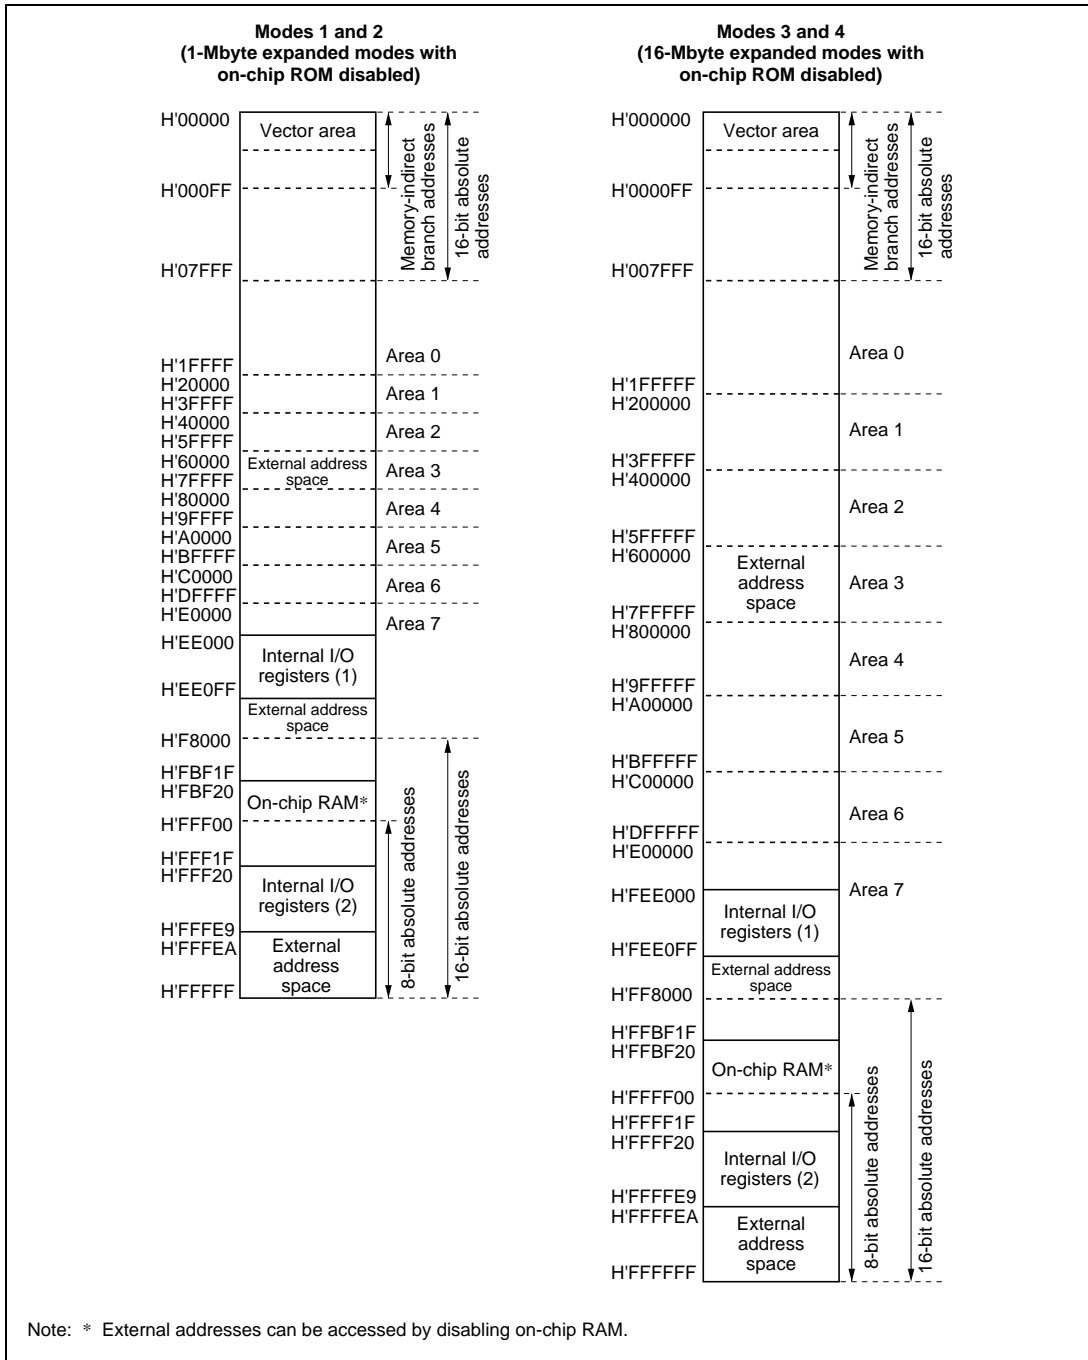 Modes 1 and 2
(1-Mbyte expanded modes with
on-chip ROM disabled)
H'00000
Vector area
H'000FF
H'07FFF
Memory-indirect
branch addresses
16-bit absolute
addresses
H'1FFFF
Area 0
H'20000
H'3FFFF
Area 1
H'40000
H'5FFFF
Area 2
H'60000
H'7FFFF
External address
space
Area 3
H'80000
H'9FFFF
Area 4
H'A0000
H'BFFFF
Area 5
H'C0000
H'DFFFF
Area 6
H'E0000
Area 7
H'EE000
Internal I/O
registers (1)
H'EE0FF
External address
space
H'F8000
H'FBF1F
H'FBF20
On-chip RAM*
H'FFF00
H'FFF1F
H'FFF20
Internal I/O
registers (2)
H'FFFE9
H'FFFEA
External
address
space
H'FFFFF
8-bit absolute addresses
16-bit absolute addresses
Modes 3 and 4
(16-Mbyte expanded modes with
on-chip ROM disabled)
H'000000
Vector area
H'0000FF
H'007FFF
Memory-indirect
branch addresses
16-bit absolute
addresses
Area 0
H'1FFFFF
H'200000
Area 1
H'3FFFFF
H'400000
Area 2
H'5FFFFF
H'600000
External
address
space
Area 3
H'7FFFFF
H'800000
Area 4
H'9FFFFF
H'A00000
Area 5
H'BFFFFF
H'C00000
Area 6
H'DFFFFF
H'E00000
Area 7
H'FEE000
Internal I/O
registers (1)
H'FEE0FF
External address
space
H'FF8000
H'FFBF1F
H'FFBF20
On-chip RAM*
H'FFFF00
H'FFFF1F
H'FFFF20
Internal I/O
registers (2)
H'FFFFE9
H'FFFFEA
External
address
space
H'FFFFFF
8-bit absolute addresses
16-bit absolute addresses
Note: * External addresses can be accessed by disabling on-chip RAM.